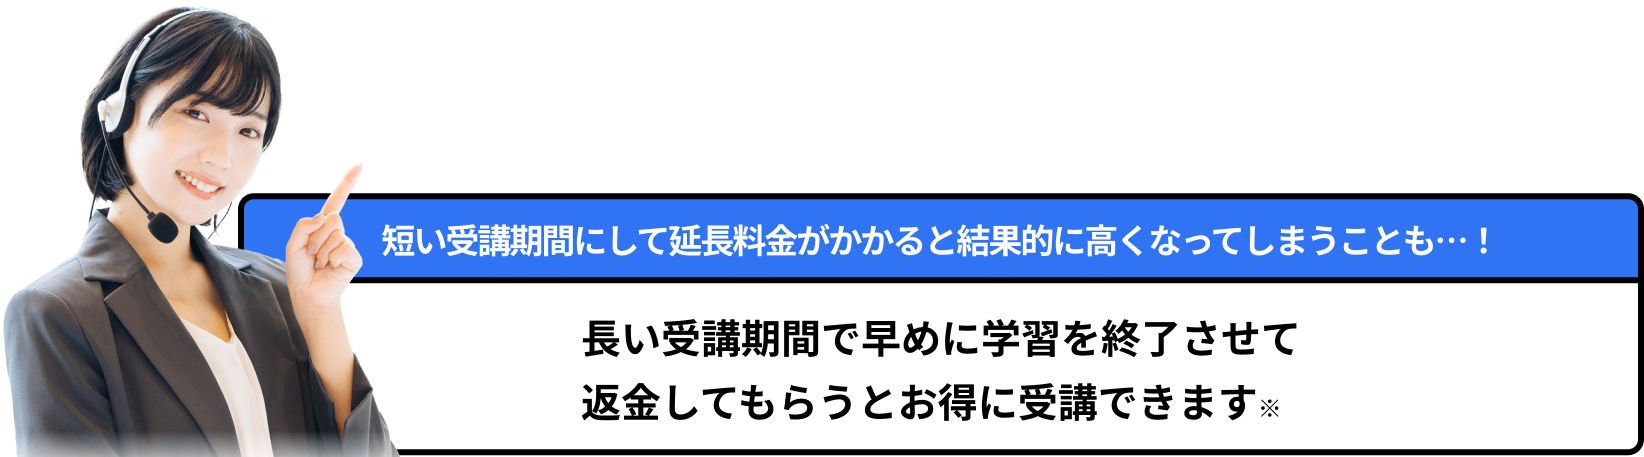 短い受講期間にして延長料金がかかると結果的に高くなってしまうことも…！
長い受講期間で早めに学習を終了させて
返金してもらうとお得に受講できます※